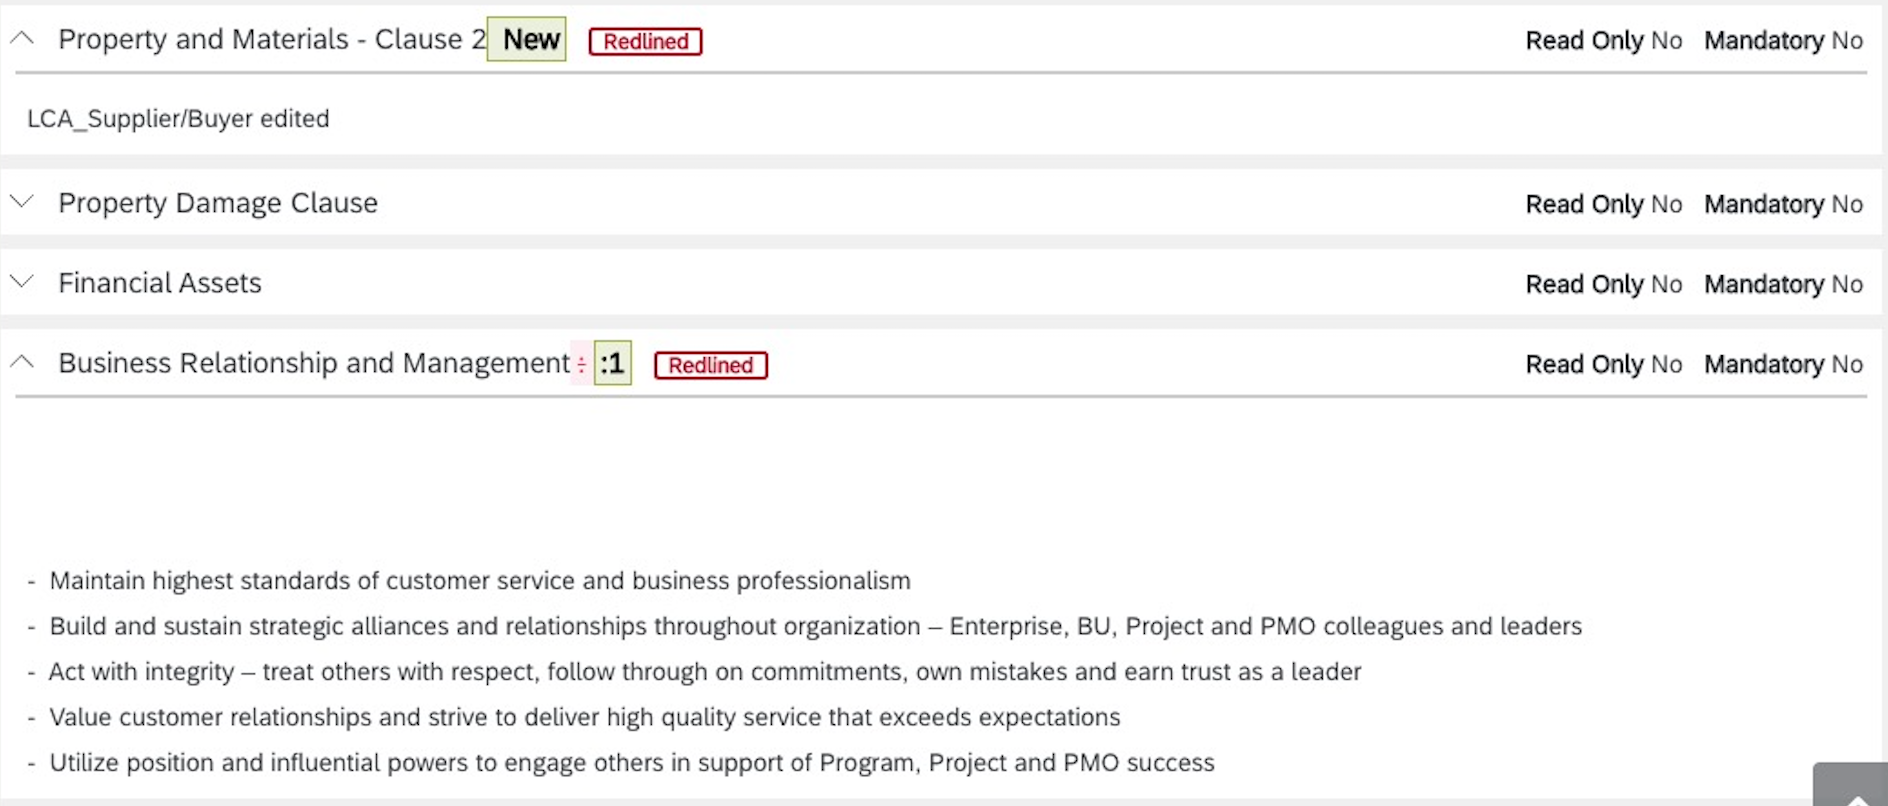 Property and Materials - Clause 2 New Redlined Read Only No Mandatory No
LCA_Supplier/Buyer edited
Property Damage Clause Read Only No Mandatory No
Financial Assets Read Only No Mandatory No
Business Relationship and Management : :1 Redlined Read Only No Mandatory No
- Maintain highest standards of customer service and business professionalism
- Build and sustain strategic alliances and relationships throughout organization – Enterprise, BU, Project and PMO colleagues and leaders
- Act with integrity – treat others with respect, follow through on commitments, own mistakes and earn trust as a leader
- Value customer relationships and strive to deliver high quality service that exceeds expectations
- Utilize position and influential powers to engage others in support of Program, Project and PMO success